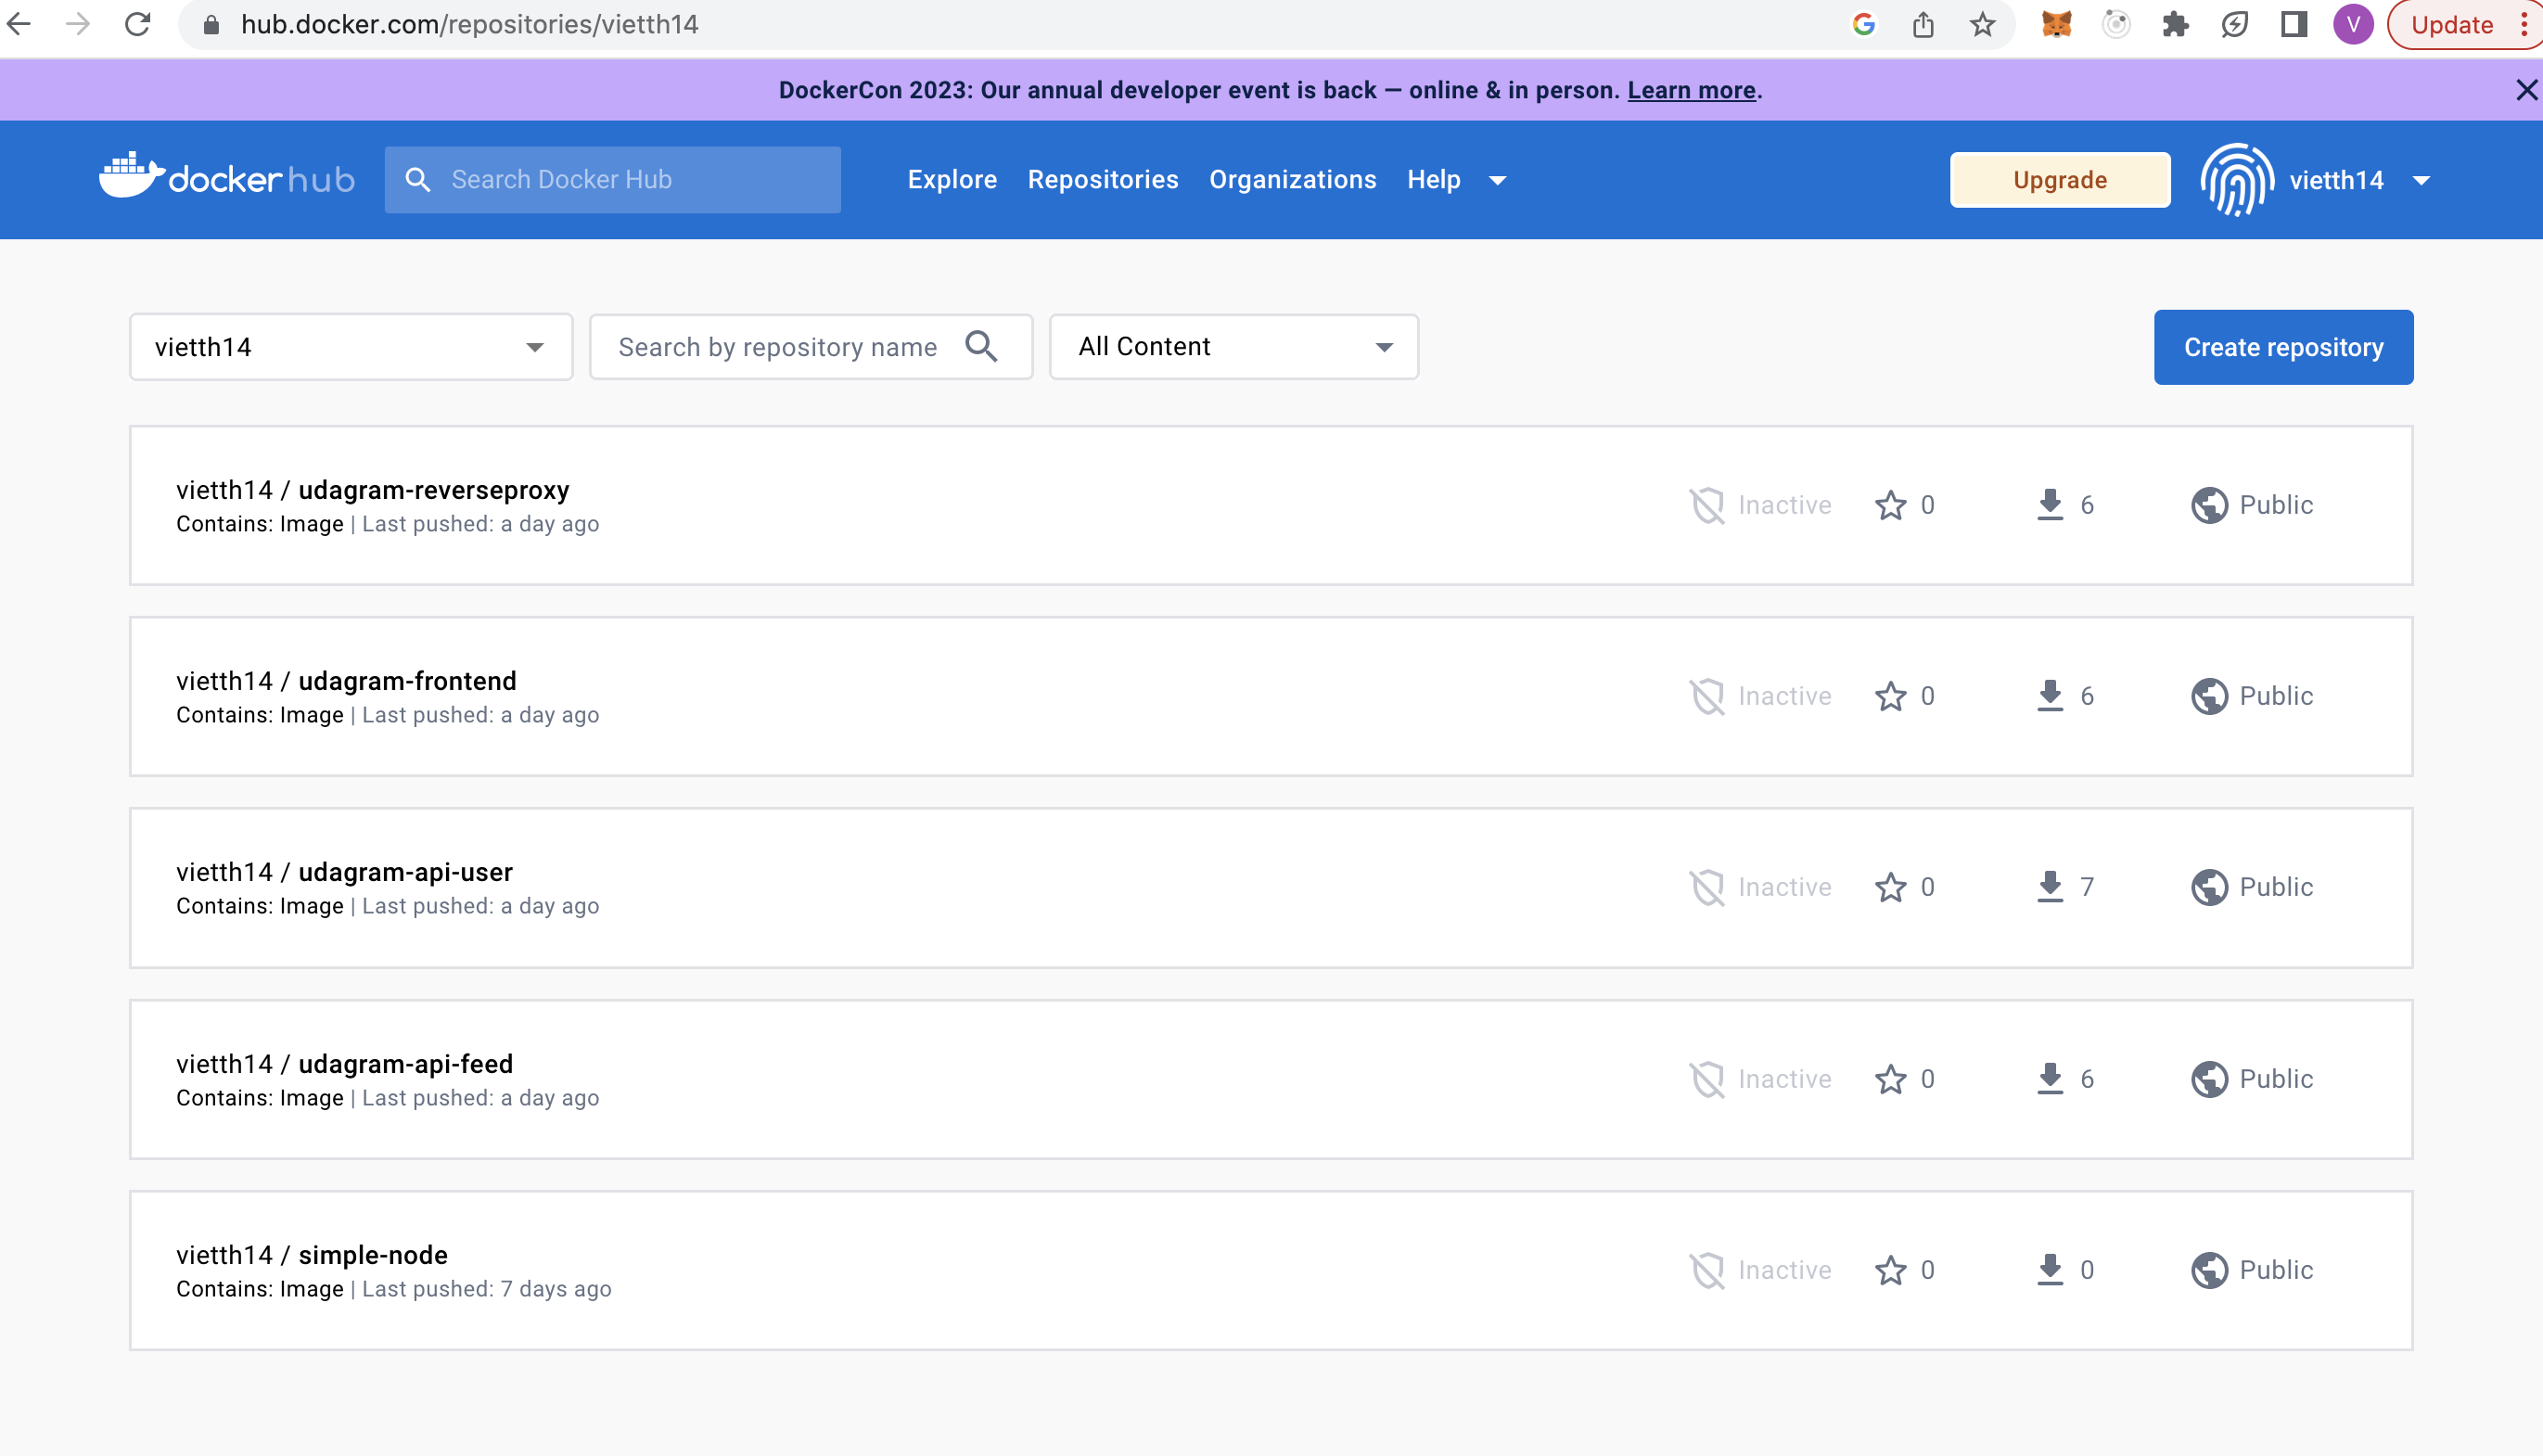 hub.docker.com/repositories/vietth14
V
Update
DockerCon 2023: Our annual developer event is back — online & in person. Learn more.
docker hub
Search Docker Hub
Explore Repositories Organizations Help
Upgrade
vietth14
vietth14
Search by repository name
All Content
Create repository
vietth14 / udagram-reverseproxy
Contains: Image | Last pushed: a day ago
Inactive 0 6 Public
vietth14 / udagram-frontend
Contains: Image | Last pushed: a day ago
Inactive 0 6 Public
vietth14 / udagram-api-user
Contains: Image | Last pushed: a day ago
Inactive 0 7 Public
vietth14 / udagram-api-feed
Contains: Image | Last pushed: a day ago
Inactive 0 6 Public
vietth14 / simple-node
Contains: Image | Last pushed: 7 days ago
Inactive 0 0 Public